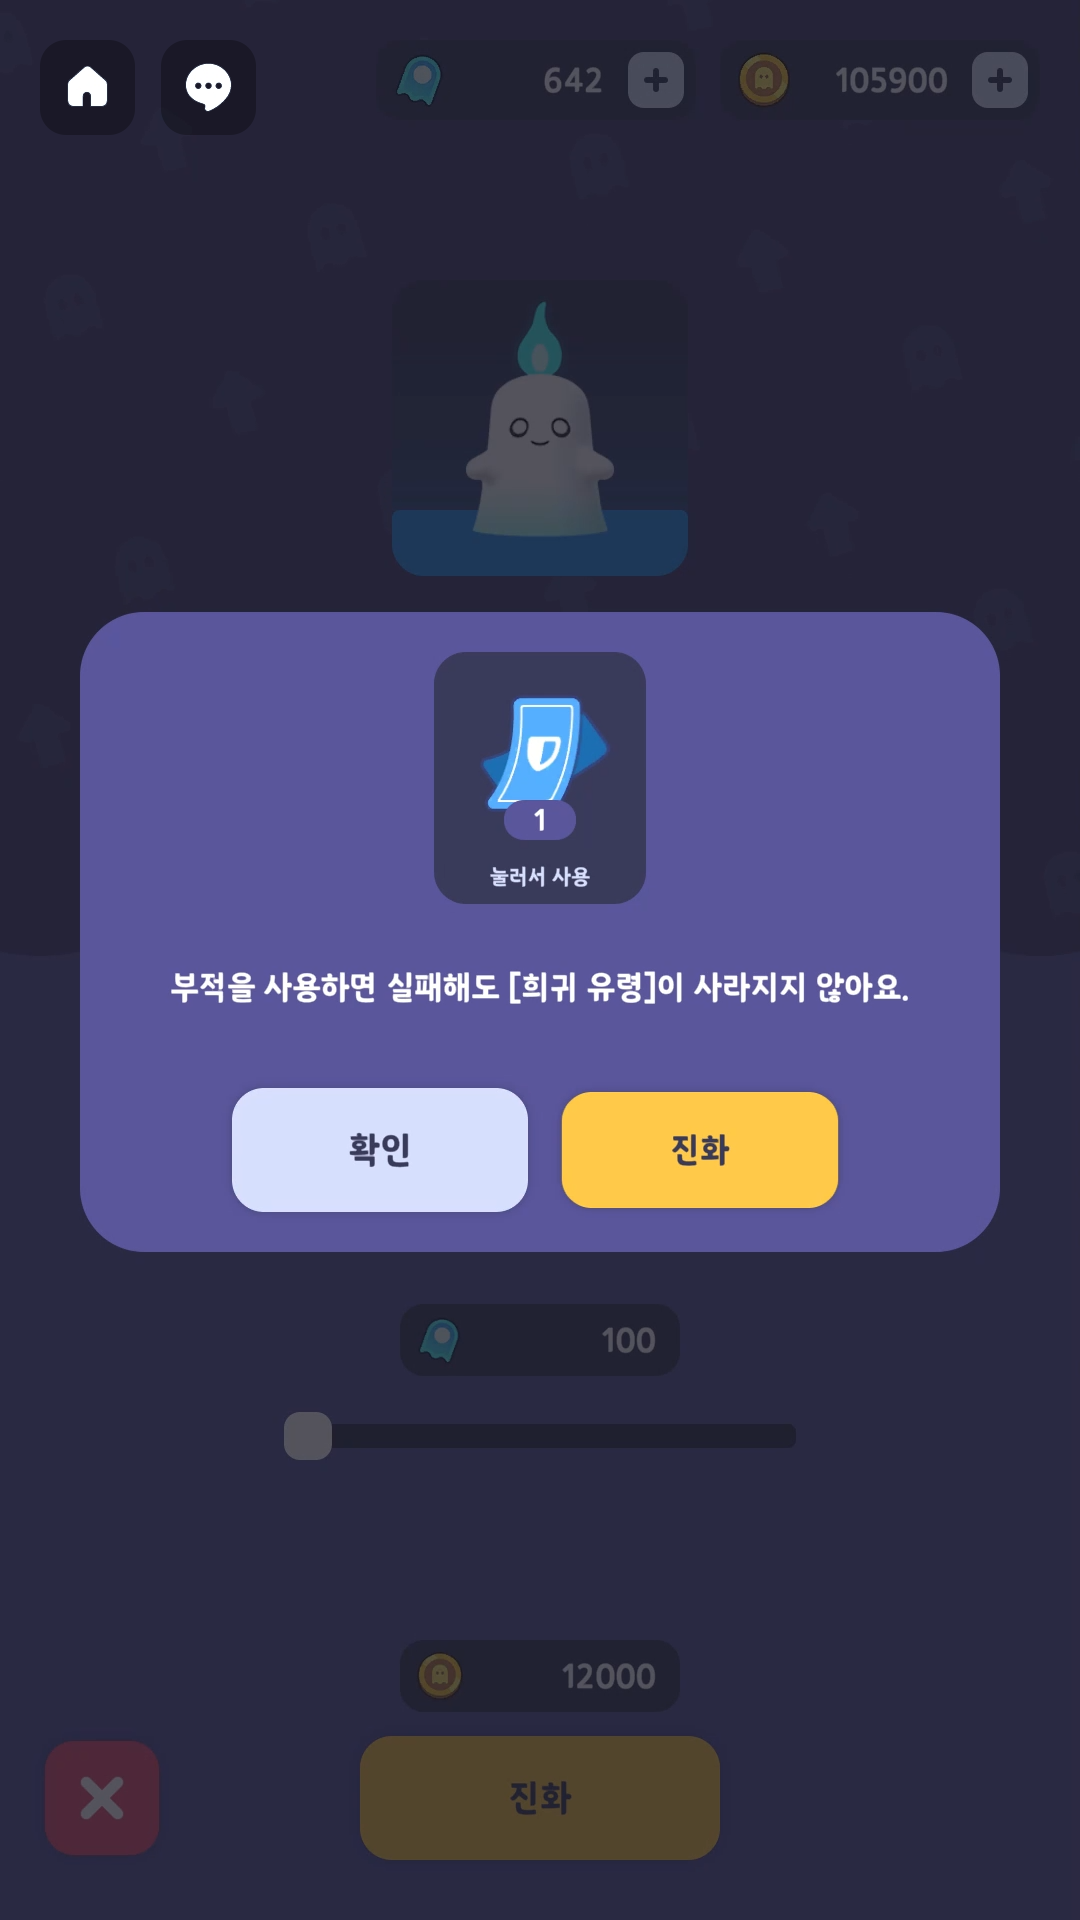 642
105900
1
눌러서 사용
부적을 사용하면 실패해도 [희귀 유령]이 사라지지 않아요.
확인
진화
100
12000
진화